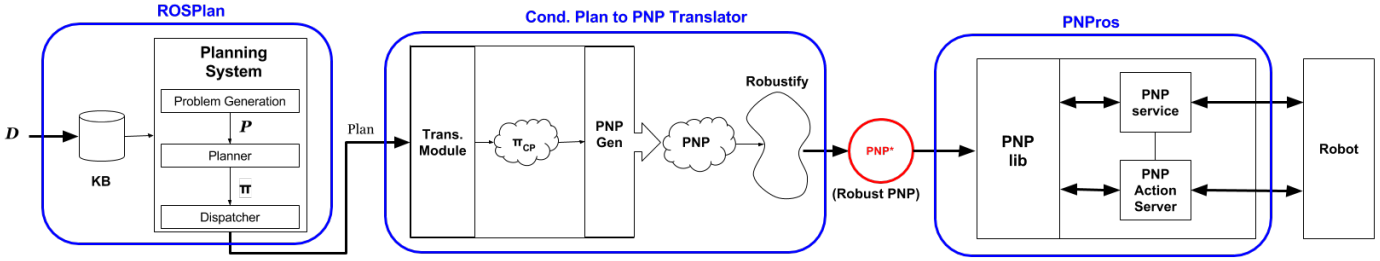 ROSPlan
Cond. Plan to PNP Translator
PNPros
D
KB
Planning
System
Problem Generation
P
Planner
π
Dispatcher
Plan
Trans.
Module
πCP
PNP
Gen
PNP
Robustify
PNP*
(Robust PNP)
PNP
lib
PNP
service
PNP
Action
Server
Robot